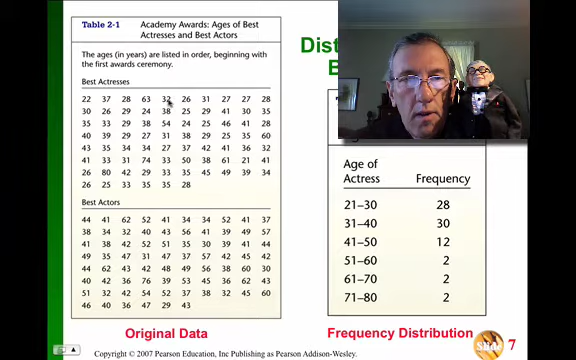 Table 2-1 Academy Awards: Ages of Best
Actresses and Best Actors
The ages (in years) are listed in order, beginning with
the first awards ceremony.
Best Actresses
22 37 28 63 32 26 31 27 27 28
30 26 29 24 38 25 29 41 30 35
35 33 29 38 54 24 25 46 41 28
40 39 29 27 31 38 29 25 35 60
43 35 34 34 27 37 42 41 36 32
41 33 31 74 33 50 38 61 21 41
26 80 42 29 33 35 45 49 39 34
26 25 33 35 35 28
Best Actors
44 41 62 52 41 34 34 52 41 37
38 34 32 40 43 56 41 39 49 57
41 38 42 52 51 35 30 39 41 44
49 35 47 31 47 37 57 42 45 42
44 62 43 42 48 49 56 38 60 30
40 42 36 76 39 53 45 36 62 43
51 32 42 54 52 37 38 32 45 60
46 40 36 47 29 43
Original Data
Age of
Actress Frequency
21–30 28
31–40 30
41–50 12
51–60 2
61–70 2
71–80 2
Frequency Distribution
Slide 7
Copyright © 2007 Pearson Education, Inc Publishing as Pearson Addison-Wesley.